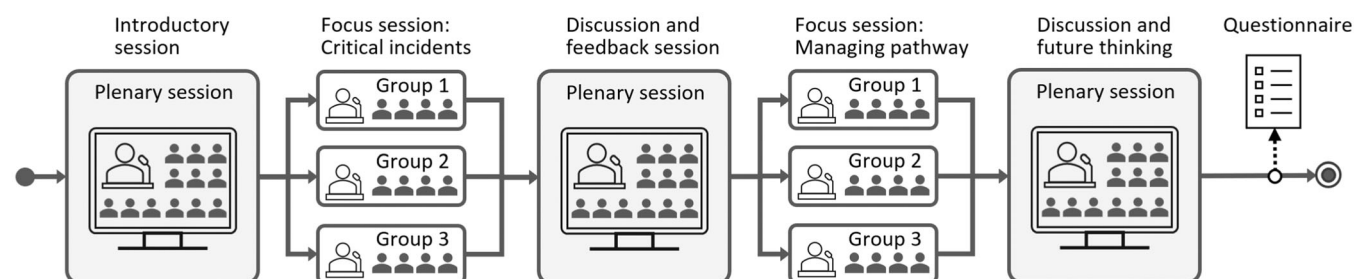 Introductory
session
Plenary session
Focus session:
Critical incidents
Group 1
Group 2
Group 3
Discussion and
feedback session
Plenary session
Focus session:
Managing pathway
Group 1
Group 2
Group 3
Discussion and
future thinking
Plenary session
Questionnaire